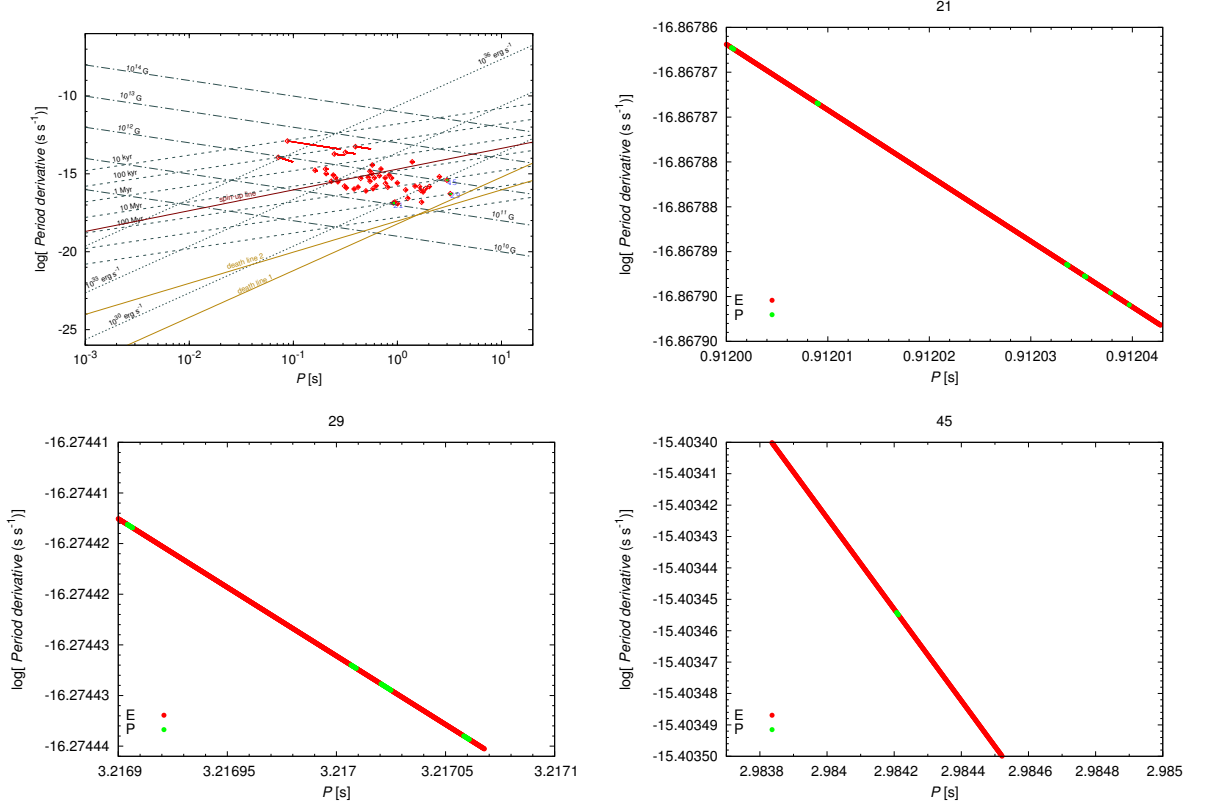 10^14 G
10^13 G
10^12 G
10^11 G
10^10 G
10 kyr
100 kyr
1 Myr
10 Myr
100 Myr
spin up line
death line 2
death line 1
10^36 erg s^-1
10^33 erg s^-1
10^30 erg s^-1
-10
-15
-20
-25
log[ Period derivative (s s^-1)]
10^-3 10^-2 10^-1 10^0 10^1
P [s]
21
-16.86786
-16.86787
-16.86787
-16.86788
-16.86788
-16.86789
-16.86790
-16.86790
log[ Period derivative (s s^-1)]
E
P
0.91200 0.91201 0.91202 0.91203 0.91204
P [s]
29
-16.27441
-16.27441
-16.27442
-16.27442
-16.27443
-16.27443
-16.27444
log[ Period derivative (s s^-1)]
E
P
3.2169 3.21695 3.217 3.21705 3.2171
P [s]
45
-15.40340
-15.40341
-15.40342
-15.40343
-15.40344
-15.40345
-15.40346
-15.40347
-15.40348
-15.40349
-15.40350
log[ Period derivative (s s^-1)]
E
P
2.9838 2.984 2.9842 2.9844 2.9846 2.9848 2.985
P [s]